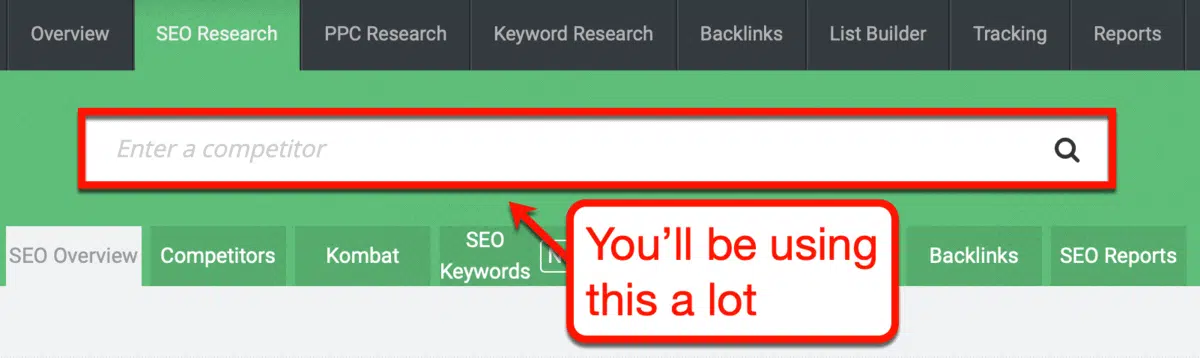 Overview
SEO Research
PPC Research
Keyword Research
Backlinks
List Builder
Tracking
Reports
Enter a competitor
SEO Overview
Competitors
Kombat
SEO
Keywords
You'll be using
this a lot
Backlinks
SEO Reports